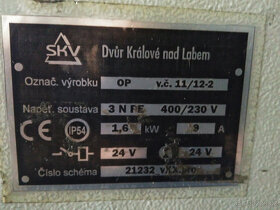 SKV Dvůr Králové nad Labem
Označ. výrobku OP v.č. 11/12-2
Napěť. soustava 3 N PE 400/230 V
CE IP54 1,6 kW 9 A
24 V 24 V
Číslo schéma 21232